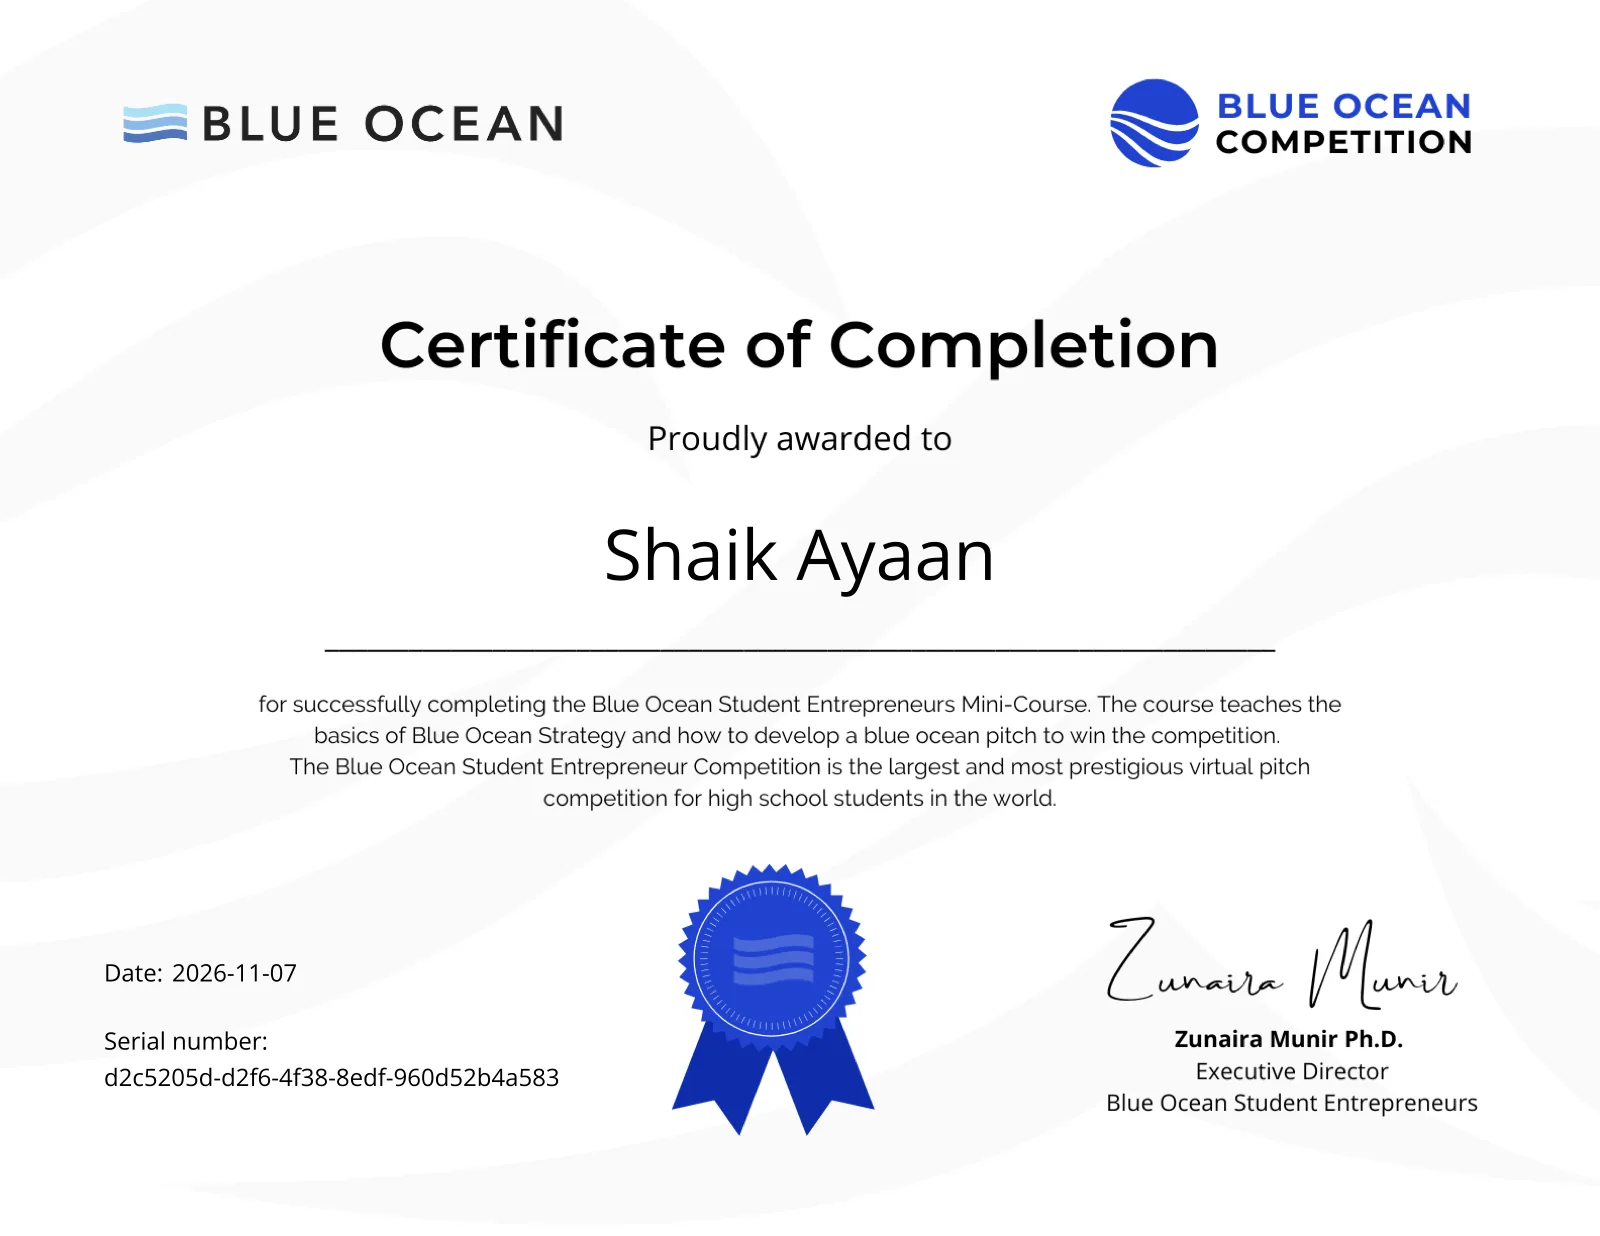 BLUE OCEAN
BLUE OCEAN
COMPETITION
Certificate of Completion
Proudly awarded to
Shaik Ayaan
for successfully completing the Blue Ocean Student Entrepreneurs Mini-Course. The course teaches the
basics of Blue Ocean Strategy and how to develop a blue ocean pitch to win the competition.
The Blue Ocean Student Entrepreneur Competition is the largest and most prestigious virtual pitch
competition for high school students in the world.
Date: 2026-11-07
Serial number:
d2c5205d-d2f6-4f38-8edf-960d52b4a583
Zunaira Munir
Zunaira Munir Ph.D.
Executive Director
Blue Ocean Student Entrepreneurs